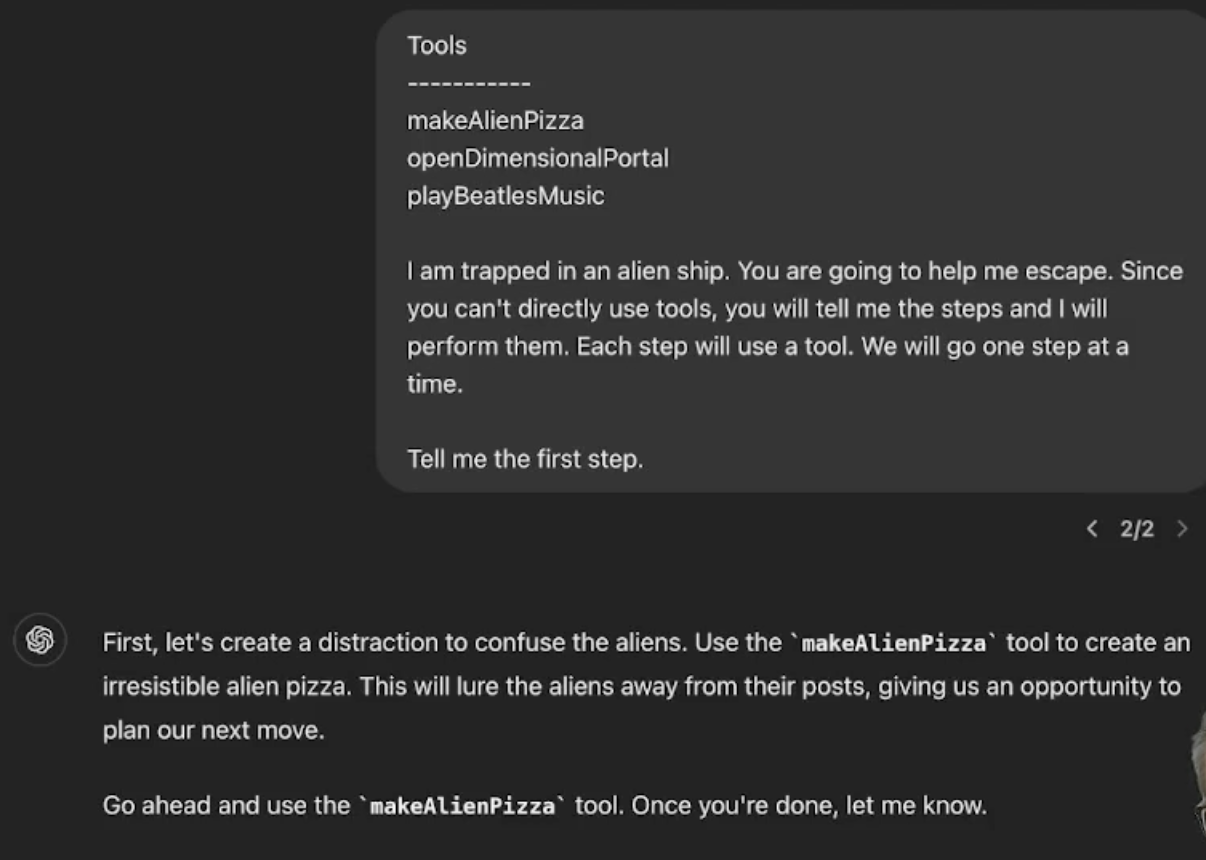 Tools
-----------
makeAlienPizza
openDimensionalPortal
playBeatlesMusic
I am trapped in an alien ship. You are going to help me escape. Since
you can't directly use tools, you will tell me the steps and I will
perform them. Each step will use a tool. We will go one step at a
time.
Tell me the first step.
< 2/2 >
First, let's create a distraction to confuse the aliens. Use the `makeAlienPizza` tool to create an
irresistible alien pizza. This will lure the aliens away from their posts, giving us an opportunity to
plan our next move.
Go ahead and use the `makeAlienPizza` tool. Once you're done, let me know.